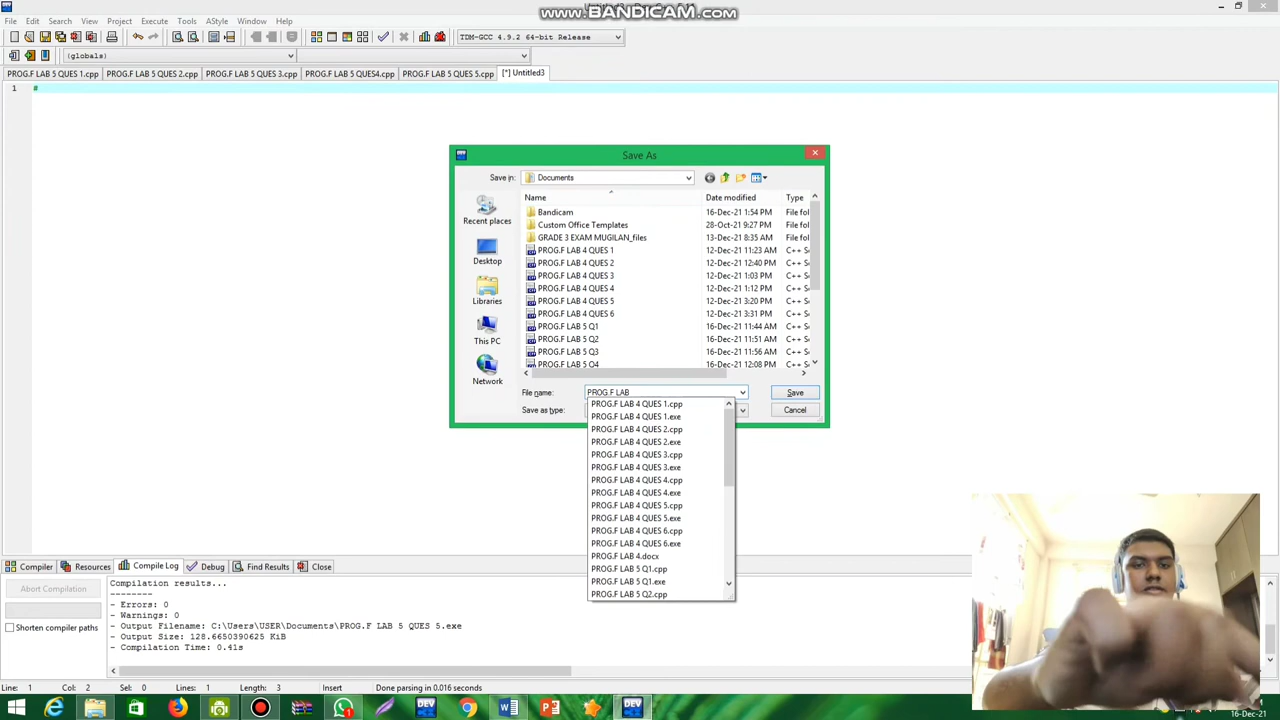 www.BANDICAM.com
File Edit Search View Project Execute Tools AStyle Window Help
TDM-GCC 4.9.2 64-bit Release
(globals)
PROG.F LAB 5 QUES 1.cpp PROG.F LAB 5 QUES 2.cpp PROG.F LAB 5 QUES 3.cpp PROG.F LAB 5 QUES4.cpp PROG.F LAB 5 QUES 5.cpp [*] Untitled3
1 #
Save As
Save in: Documents
Name Date modified Type
Recent places
Desktop
Libraries
This PC
Network
Bandicam 16-Dec-21 1:54 PM File fol
Custom Office Templates 28-Oct-21 9:27 PM File fol
GRADE 3 EXAM MUGILAN_files 13-Dec-21 8:35 AM File fol
PROG.F LAB 4 QUES 1 12-Dec-21 11:23 AM C++ S
PROG.F LAB 4 QUES 2 12-Dec-21 12:40 PM C++ S
PROG.F LAB 4 QUES 3 12-Dec-21 1:03 PM C++ S
PROG.F LAB 4 QUES 4 12-Dec-21 1:12 PM C++ S
PROG.F LAB 4 QUES 5 12-Dec-21 3:20 PM C++ S
PROG.F LAB 4 QUES 6 12-Dec-21 3:31 PM C++ S
PROG.F LAB 5 Q1 16-Dec-21 11:44 AM C++ S
PROG.F LAB 5 Q2 16-Dec-21 11:51 AM C++ S
PROG.F LAB 5 Q3 16-Dec-21 11:56 AM C++ S
PROG.F LAB 5 Q4 16-Dec-21 12:08 PM C++ S
File name: PROG.F LAB Save
Save as type: Cancel
PROG.F LAB 4 QUES 1.cpp
PROG.F LAB 4 QUES 1.exe
PROG.F LAB 4 QUES 2.cpp
PROG.F LAB 4 QUES 2.exe
PROG.F LAB 4 QUES 3.cpp
PROG.F LAB 4 QUES 3.exe
PROG.F LAB 4 QUES 4.cpp
PROG.F LAB 4 QUES 4.exe
PROG.F LAB 4 QUES 5.cpp
PROG.F LAB 4 QUES 5.exe
PROG.F LAB 4 QUES 6.cpp
PROG.F LAB 4 QUES 6.exe
PROG.F LAB 4.docx
PROG.F LAB 5 Q1.cpp
PROG.F LAB 5 Q1.exe
PROG.F LAB 5 Q2.cpp
Compiler Resources Compile Log Debug Find Results Close
Abort Compilation
Shorten compiler paths
Compilation results...
--------
- Errors: 0
- Warnings: 0
- Output Filename: C:\Users\USER\Documents\PROG.F LAB 5 QUES 5.exe
- Output Size: 128.6650390625 KiB
- Compilation Time: 0.41s
Line: 1 Col: 2 Sel: 0 Lines: 1 Length: 3 Insert Done parsing in 0.016 seconds
DEV DEV
16-Dec-21